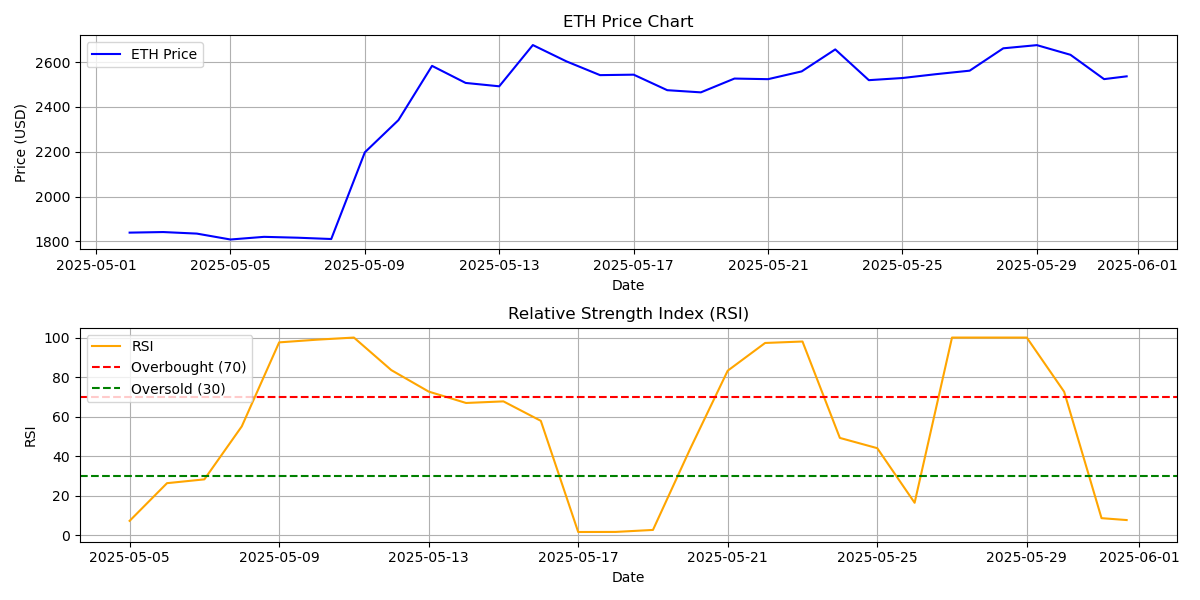 ETH Price Chart
ETH Price
Price (USD)
2600
2400
2200
2000
1800
2025-05-01 2025-05-05 2025-05-09 2025-05-13 2025-05-17 2025-05-21 2025-05-25 2025-05-29 2025-06-01
Date
Relative Strength Index (RSI)
RSI
Overbought (70)
Oversold (30)
RSI
100
80
60
40
20
0
2025-05-05 2025-05-09 2025-05-13 2025-05-17 2025-05-21 2025-05-25 2025-05-29 2025-06-01
Date